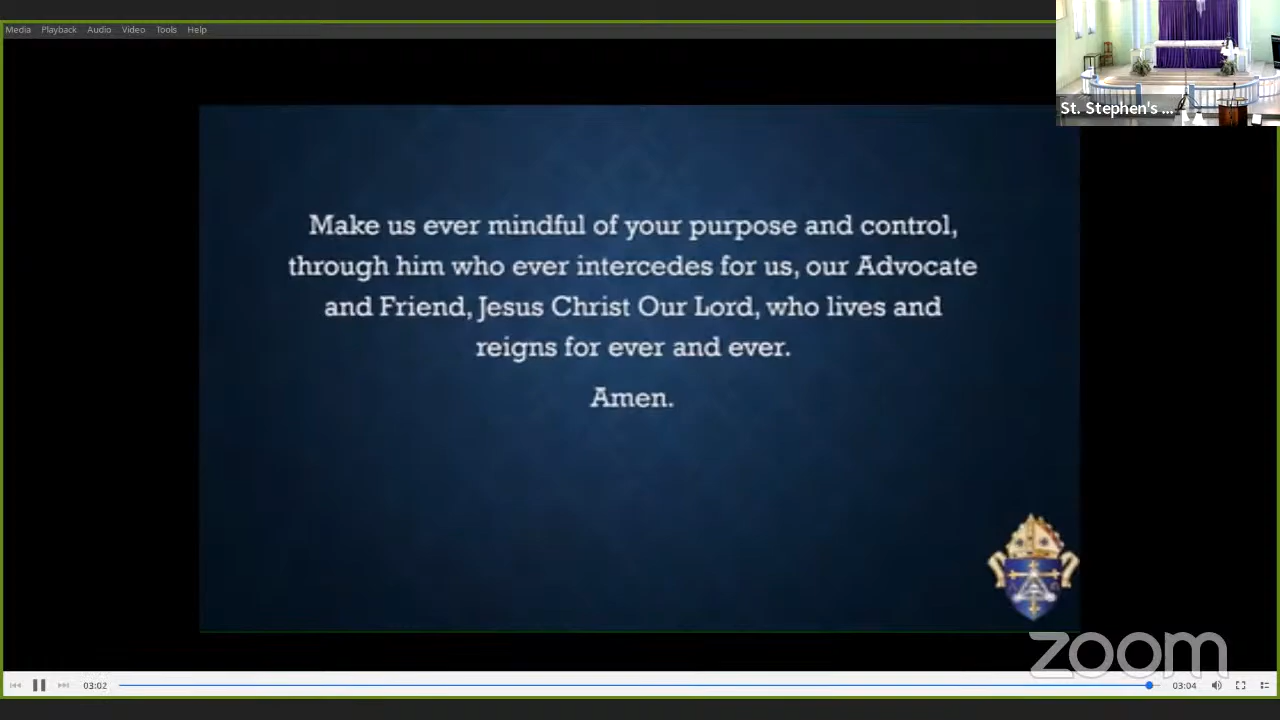 Media Playback Audio Video Tools Help
St. Stephen's ...
Make us ever mindful of your purpose and control,
through him who ever intercedes for us, our Advocate
and Friend, Jesus Christ Our Lord, who lives and
reigns for ever and ever.
Amen.
zoom
03:02 03:04